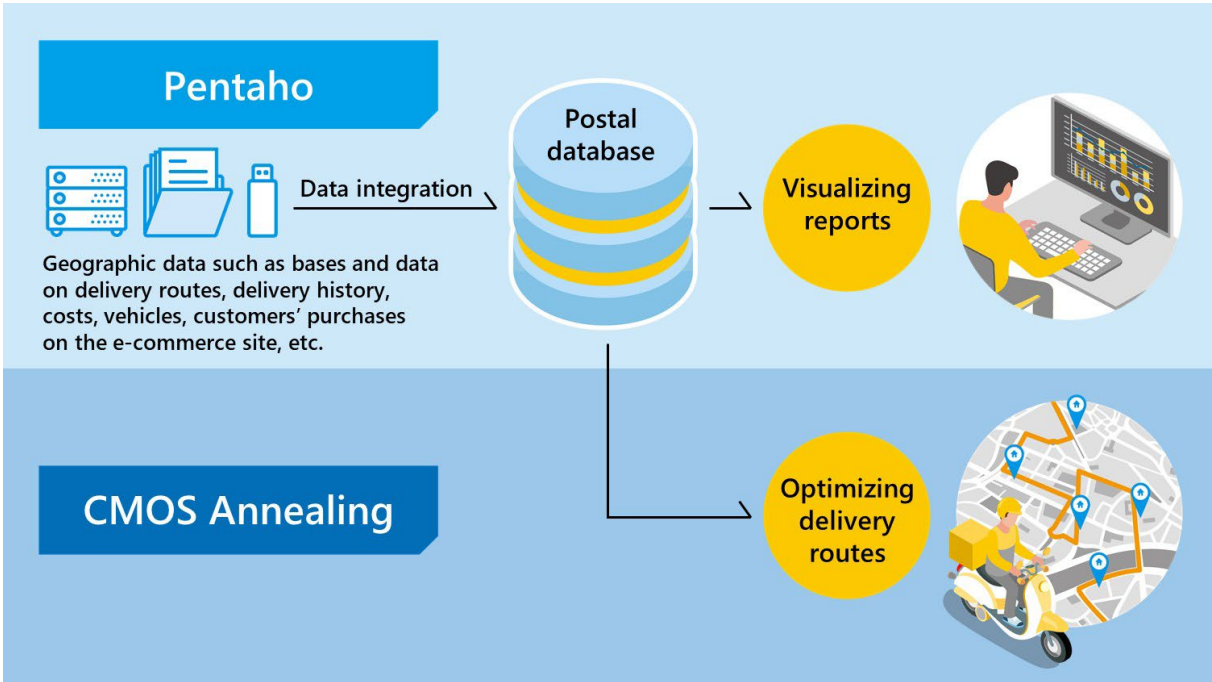 Pentaho
Data integration
Geographic data such as bases and data
on delivery routes, delivery history,
costs, vehicles, customers’ purchases
on the e-commerce site, etc.
Postal
database
Visualizing
reports
CMOS Annealing
Optimizing
delivery
routes